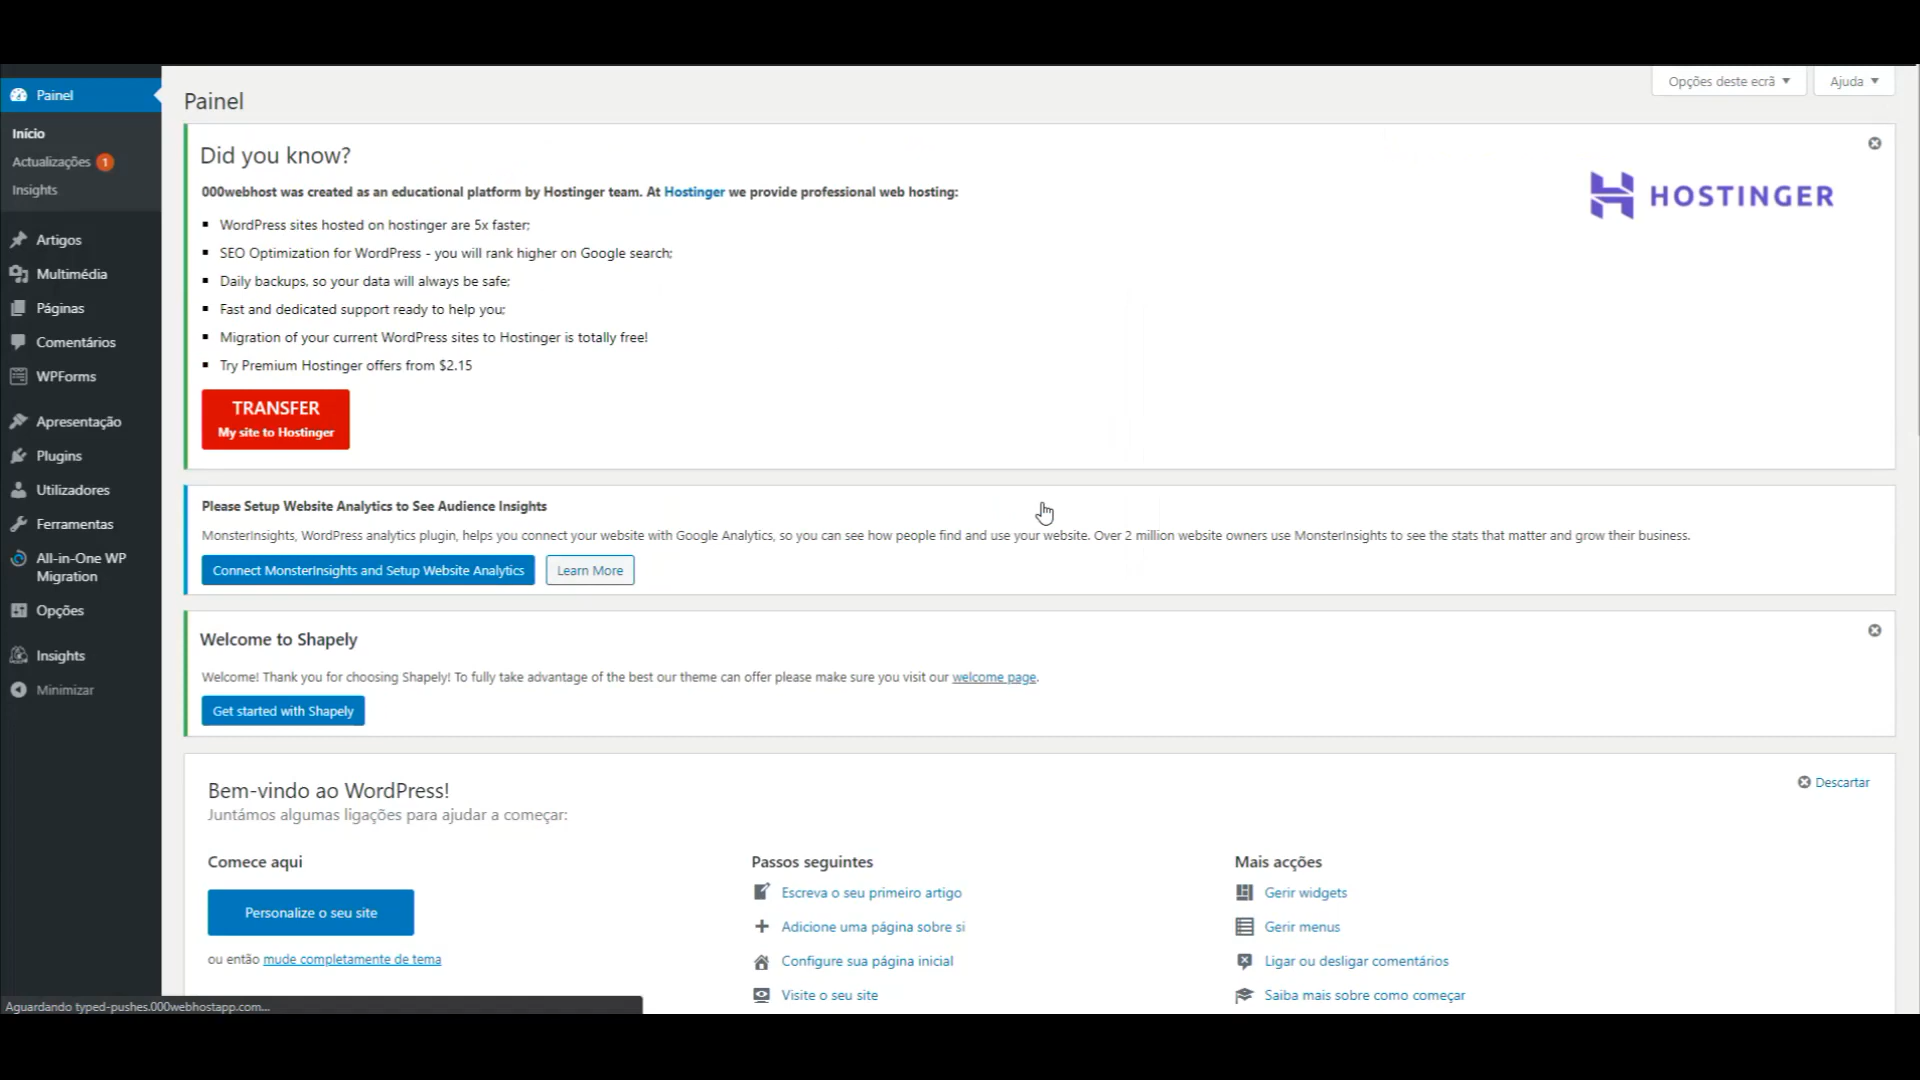 Opções deste ecrã
Ajuda
Painel
Início
Actualizações 1
Insights
Artigos
Multimédia
Páginas
Comentários
WPForms
Apresentação
Plugins
Utilizadores
Ferramentas
All-in-One WP
Migration
Opções
Insights
Minimizar
Painel
Did you know?
000webhost was created as an educational platform by Hostinger team. At Hostinger we provide professional web hosting:
WordPress sites hosted on hostinger are 5x faster;
SEO Optimization for WordPress - you will rank higher on Google search;
Daily backups, so your data will always be safe;
Fast and dedicated support ready to help you;
Migration of your current WordPress sites to Hostinger is totally free!
Try Premium Hostinger offers from $2.15
TRANSFER
My site to Hostinger
HOSTINGER
Please Setup Website Analytics to See Audience Insights
MonsterInsights, WordPress analytics plugin, helps you connect your website with Google Analytics, so you can see how people find and use your website. Over 2 million website owners use MonsterInsights to see the stats that matter and grow their business.
Connect MonsterInsights and Setup Website Analytics
Learn More
Welcome to Shapely
Welcome! Thank you for choosing Shapely! To fully take advantage of the best our theme can offer please make sure you visit our welcome page.
Get started with Shapely
Bem-vindo ao WordPress!
Descartar
Juntámos algumas ligações para ajudar a começar:
Comece aqui
Personalize o seu site
ou então mude completamente de tema
Passos seguintes
Escreva o seu primeiro artigo
Adicione uma página sobre si
Configure sua página inicial
Visite o seu site
Mais acções
Gerir widgets
Gerir menus
Ligar ou desligar comentários
Saiba mais sobre como começar
Aguardando typed-pushes.000webhostapp.com...